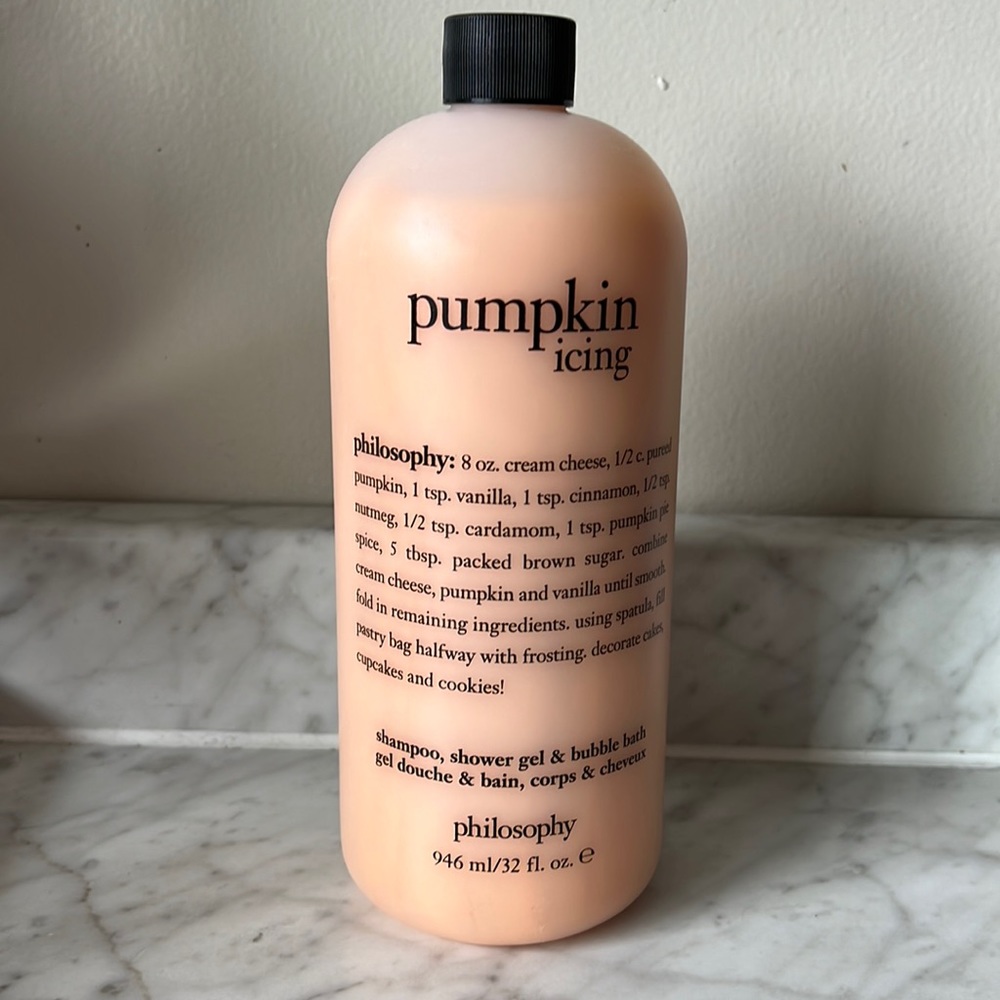 pumpkin
icing
philosophy: 8 oz. cream cheese, 1/2 c. pureed
pumpkin, 1 tsp. vanilla, 1 tsp. cinnamon, 1/2 tsp.
nutmeg, 1/2 tsp. cardamom, 1 tsp. pumpkin pie
spice, 5 tbsp. packed brown sugar. combine
cream cheese, pumpkin and vanilla until smooth.
fold in remaining ingredients. using spatula, fill
pastry bag halfway with frosting. decorate cakes,
cupcakes and cookies!
shampoo, shower gel & bubble bath
gel douche & bain, corps & cheveux
philosophy
946 ml/32 fl. oz. ℮